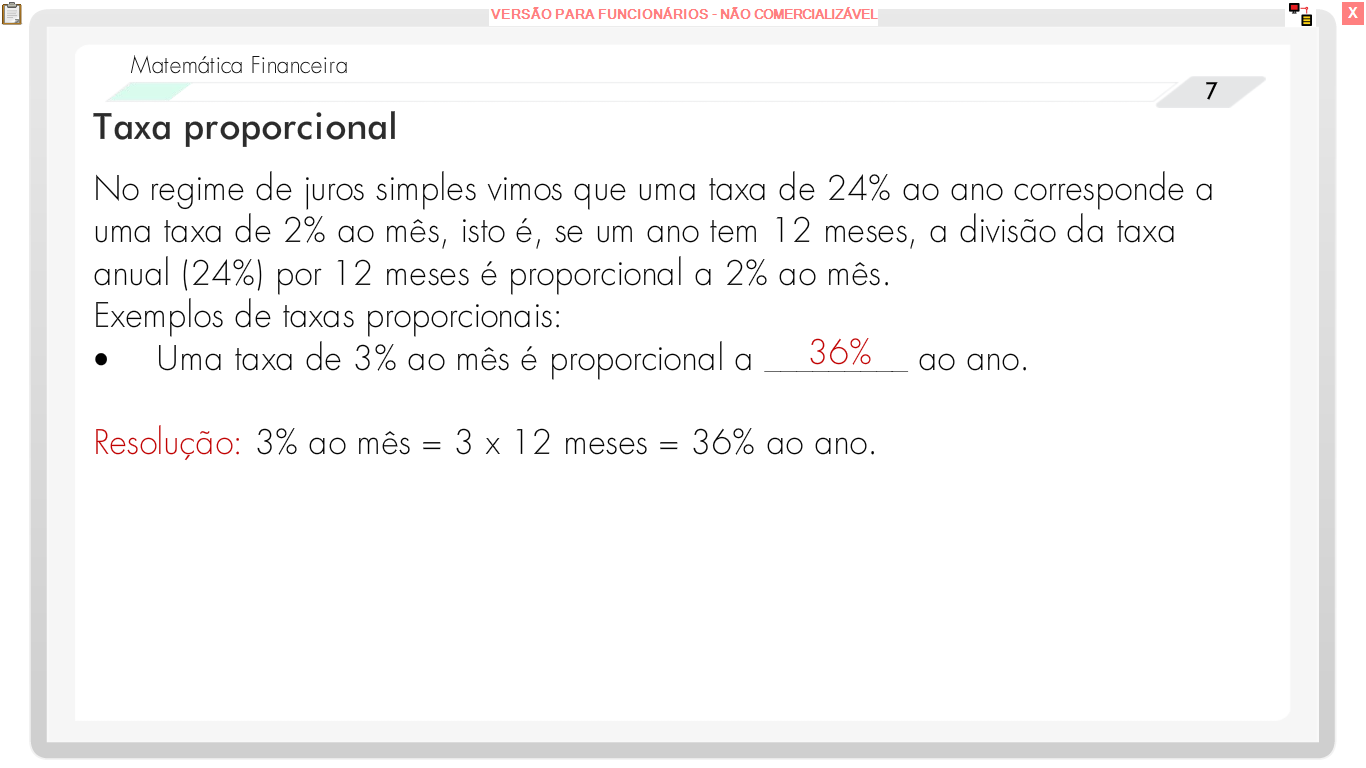 VERSÃO PARA FUNCIONÁRIOS - NÃO COMERCIALIZÁVEL
X
Matemática Financeira
7
Taxa proporcional
No regime de juros simples vimos que uma taxa de 24% ao ano corresponde a
uma taxa de 2% ao mês, isto é, se um ano tem 12 meses, a divisão da taxa
anual (24%) por 12 meses é proporcional a 2% ao mês.
Exemplos de taxas proporcionais:
• Uma taxa de 3% ao mês é proporcional a 36% ao ano.
Resolução: 3% ao mês = 3 x 12 meses = 36% ao ano.